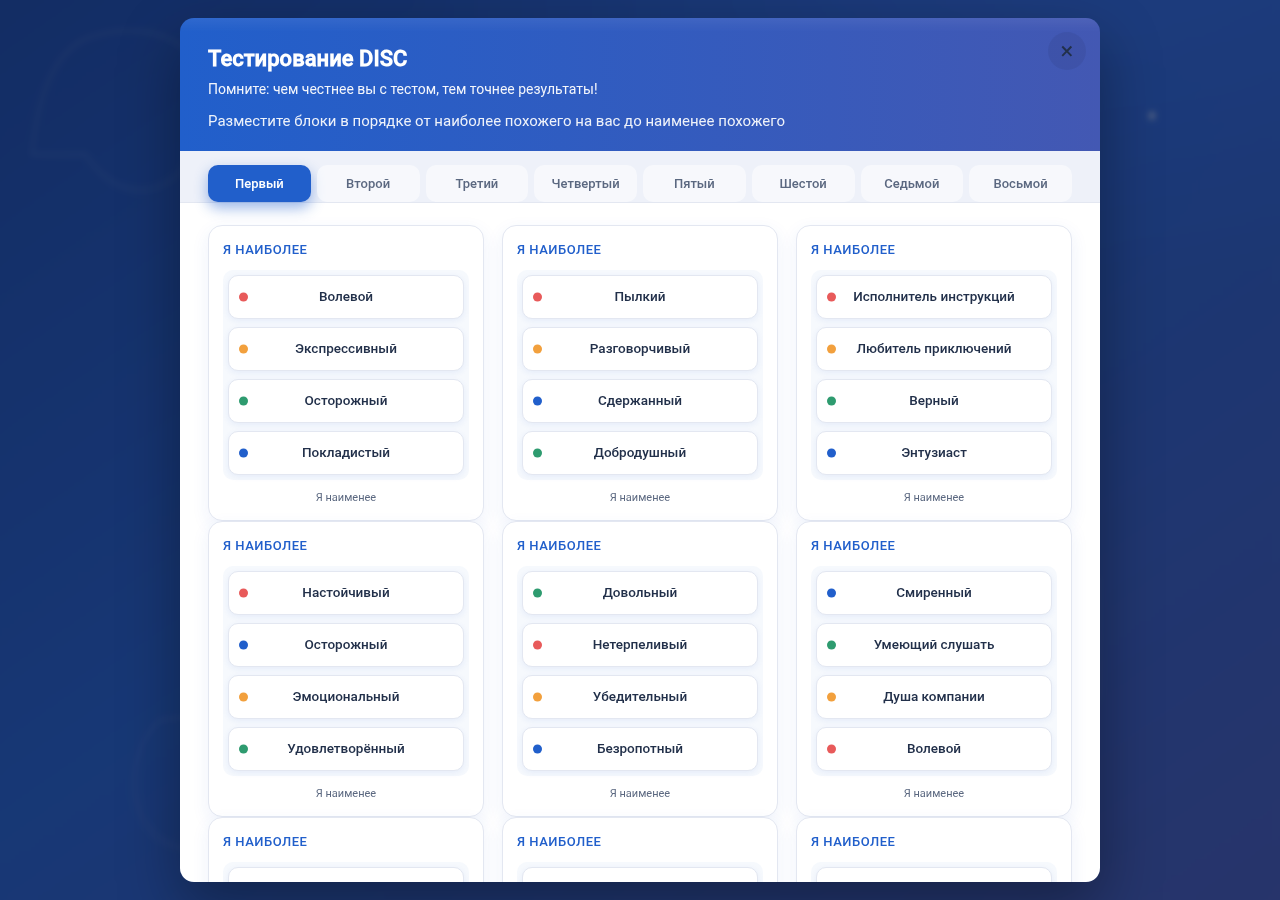 Тестирование DISC
Помните: чем честнее вы с тестом, тем точнее результаты!
Разместите блоки в порядке от наиболее похожего на вас до наименее похожего
Первый
Второй
Третий
Четвертый
Пятый
Шестой
Седьмой
Восьмой
Я НАИБОЛЕЕ
Волевой
Экспрессивный
Осторожный
Покладистый
Я наименее
Я НАИБОЛЕЕ
Пылкий
Разговорчивый
Сдержанный
Добродушный
Я наименее
Я НАИБОЛЕЕ
Исполнитель инструкций
Любитель приключений
Верный
Энтузиаст
Я наименее
Я НАИБОЛЕЕ
Настойчивый
Осторожный
Эмоциональный
Удовлетворённый
Я наименее
Я НАИБОЛЕЕ
Довольный
Нетерпеливый
Убедительный
Безропотный
Я наименее
Я НАИБОЛЕЕ
Смиренный
Умеющий слушать
Душа компании
Волевой
Я наименее
Я НАИБОЛЕЕ
Я НАИБОЛЕЕ
Я НАИБОЛЕЕ